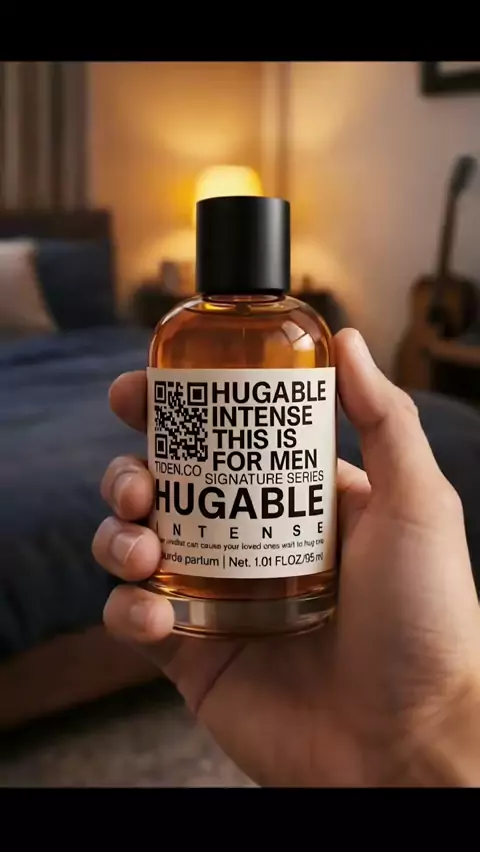 HUGABLE
INTENSE
THIS IS
FOR MEN
TIDEN.CO
SIGNATURE SERIES
HUGABLE
INTENSE
can cause your loved ones wait to hug
parfum | Net. 1.01 FLOZ/95 ml